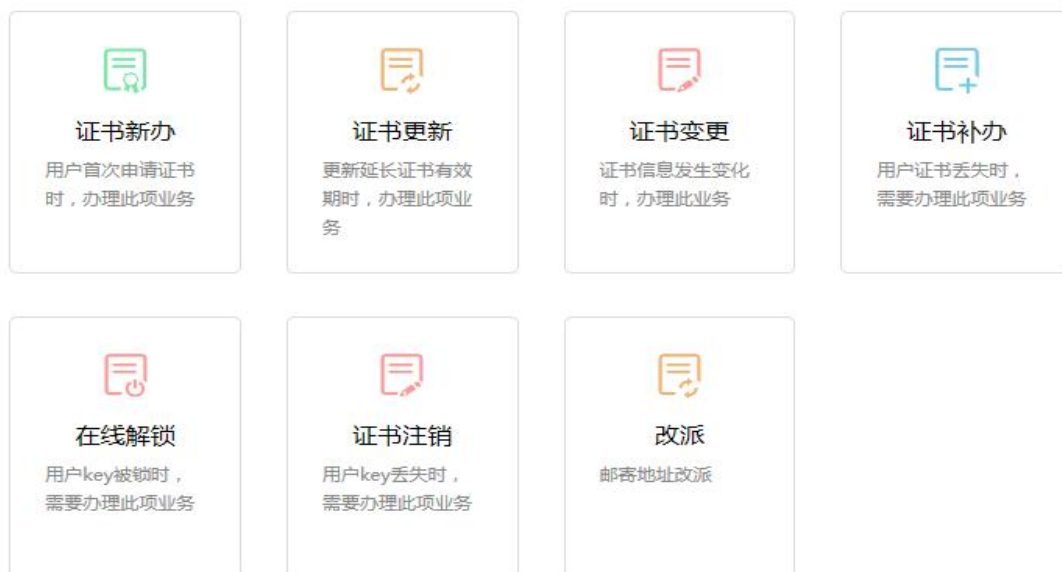 证书新办
用户首次申请证书
时，办理此项业务
证书更新
更新延长证书有效
期时，办理此项业
务
证书变更
证书信息发生变化
时，办理此业务
证书补办
用户证书丢失时，
需要办理此项业务
在线解锁
用户key被锁时，
需要办理此项业务
证书注销
用户key丢失时，
需要办理此项业务
改派
邮寄地址改派